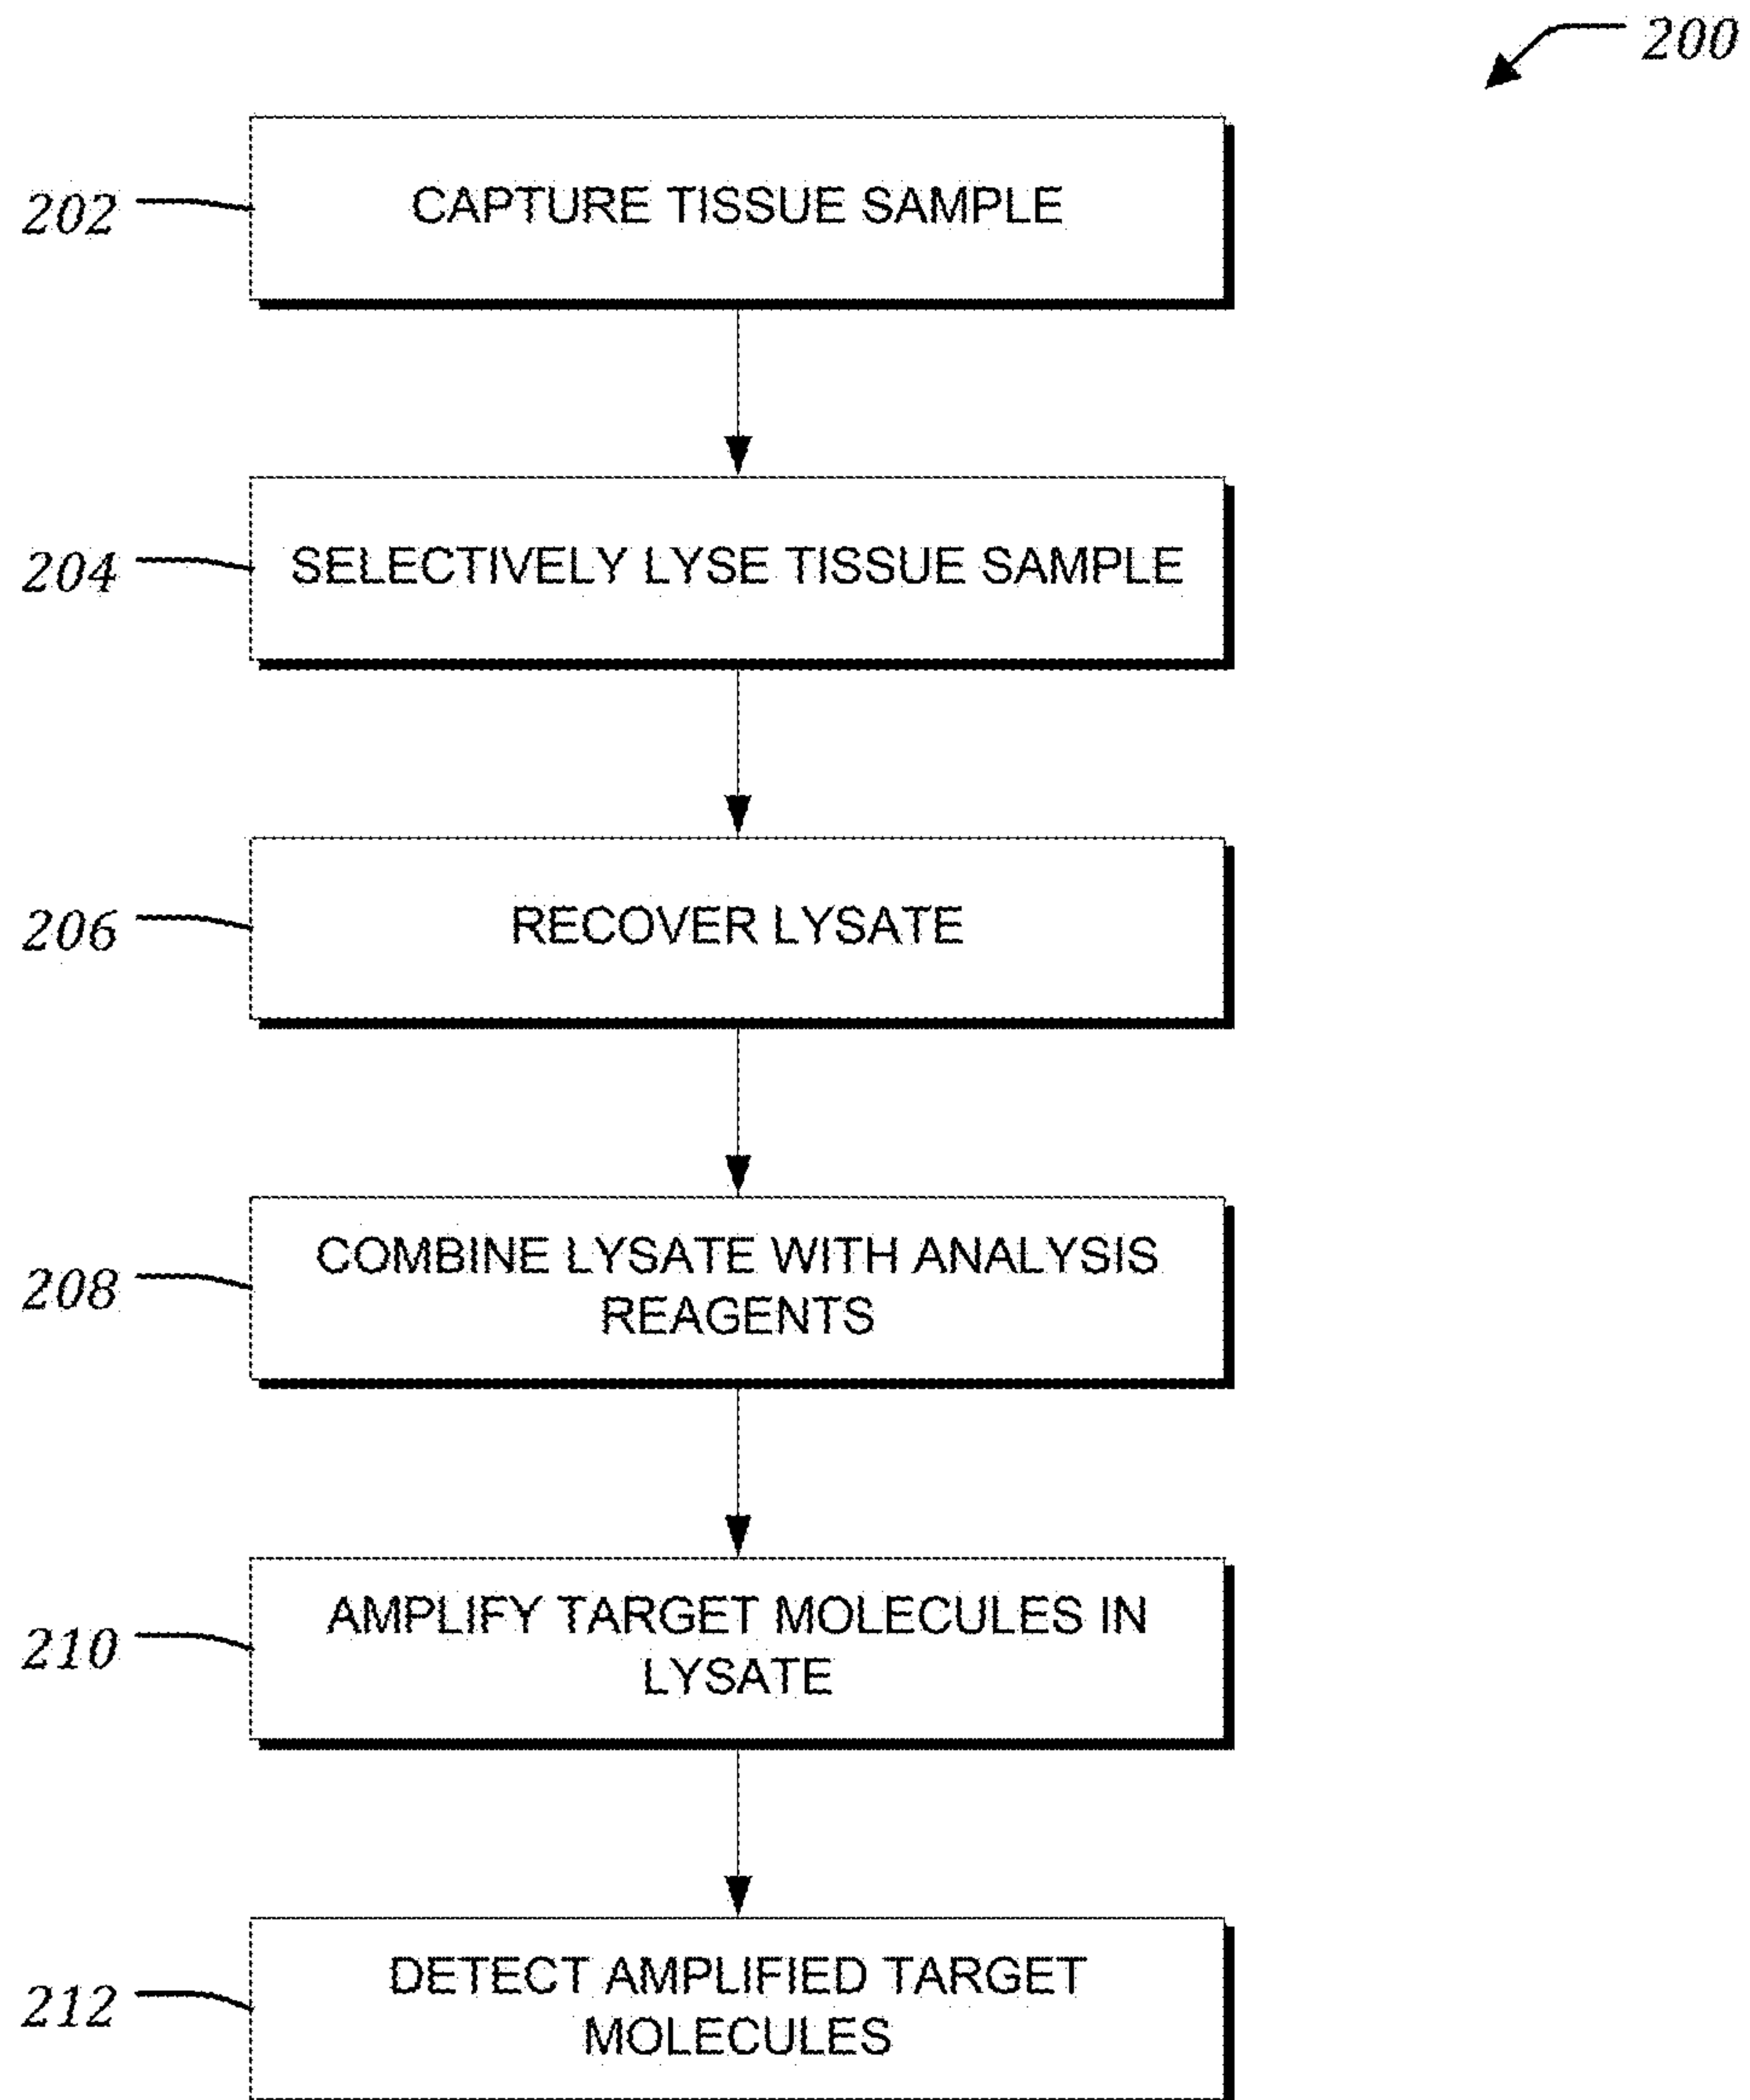 200
202
CAPTURE TISSUE SAMPLE
204
SELECTIVELY LYSE TISSUE SAMPLE
206
RECOVER LYSATE
208
COMBINE LYSATE WITH ANALYSIS
REAGENTS
210
AMPLIFY TARGET MOLECULES IN
LYSATE
212
DETECT AMPLIFIED TARGET
MOLECULES